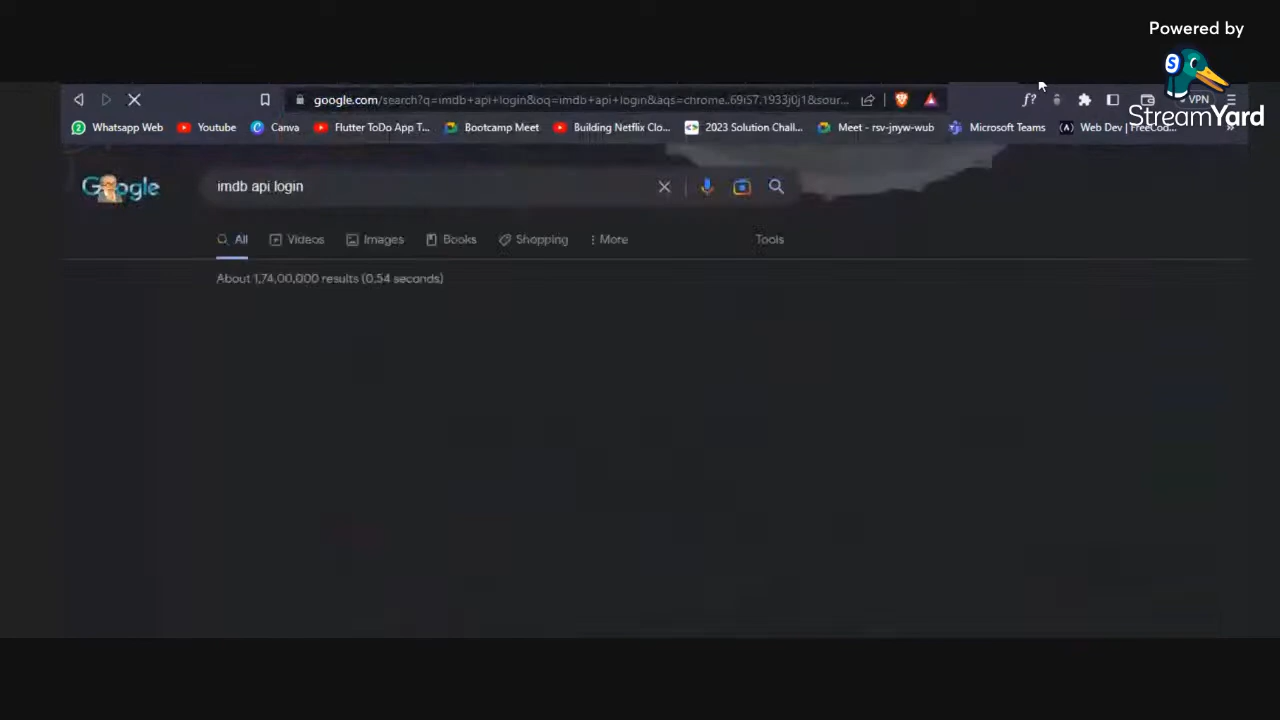 Powered by
StreamYard
google.com/search?q=imdb+api+login&oq=imdb+api+login&aqs=chrome..69i57.1933j0j1&sour...
VPN
Whatsapp Web
Youtube
Canva
Flutter ToDo App T...
Bootcamp Meet
Building Netflix Clo...
2023 Solution Chall...
Meet - rsv-jnyw-wub
Microsoft Teams
Web Dev | FreeCod...
Google
imdb api login
All
Videos
Images
Books
Shopping
More
Tools
About 1,74,00,000 results (0.54 seconds)